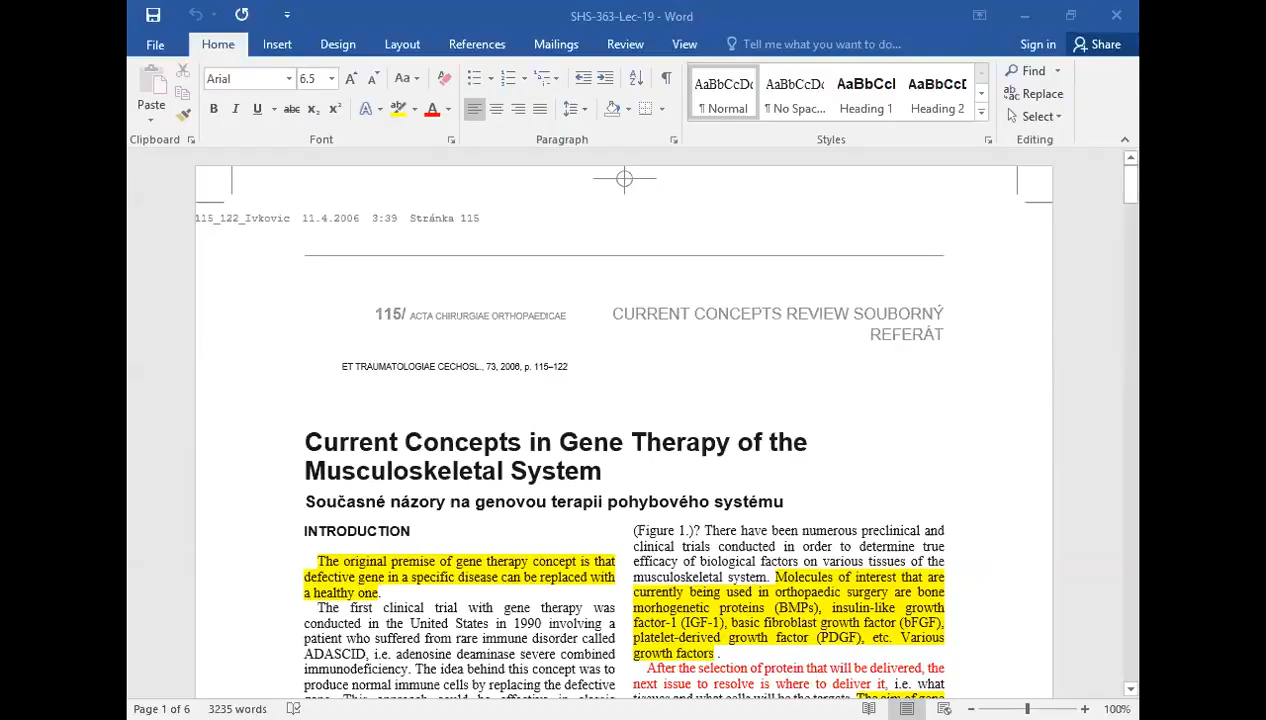 SHS-363-Lec-19 - Word
File Home Insert Design Layout References Mailings Review View Tell me what you want to do... Sign in Share
Paste
Arial 6.5
Aa
B I U abc X₂ X² A A
AaBbCcDc AaBbCcDc AaBbCcI AaBbCcD
¶ Normal ¶ No Spac... Heading 1 Heading 2
Find
Replace
Select
Clipboard Font Paragraph Styles Editing
115_122_Ivkovic 11.4.2006 3:39 Stránka 115
115/ ACTA CHIRURGIAE ORTHOPAEDICAE
ET TRAUMATOLOGIAE CECHOSL., 73, 2006, p. 115–122
CURRENT CONCEPTS REVIEW SOUBORNÝ
REFERÁT
Current Concepts in Gene Therapy of the
Musculoskeletal System
Současné názory na genovou terapii pohybového systému
INTRODUCTION
The original premise of gene therapy concept is that
defective gene in a specific disease can be replaced with
a healthy one.
The first clinical trial with gene therapy was
conducted in the United States in 1990 involving a
patient who suffered from rare immune disorder called
ADASCID, i.e. adenosine deaminase severe combined
immunodeficiency. The idea behind this concept was to
produce normal immune cells by replacing the defective
(Figure 1.)? There have been numerous preclinical and
clinical trials conducted in order to determine true
efficacy of biological factors on various tissues of the
musculoskeletal system. Molecules of interest that are
currently being used in orthopaedic surgery are bone
morhogenetic proteins (BMPs), insulin-like growth
factor-1 (IGF-1), basic fibroblast growth factor (bFGF),
platelet-derived growth factor (PDGF), etc. Various
growth factors .
After the selection of protein that will be delivered, the
next issue to resolve is where to deliver it, i.e. what
Page 1 of 6 3235 words 100%